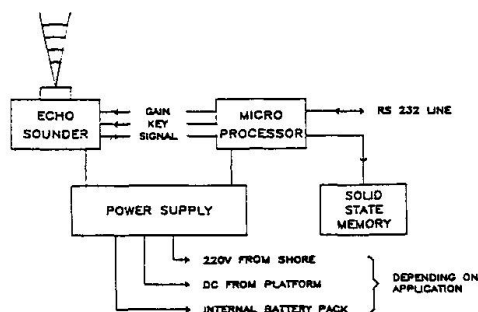 ECHO
SOUNDER
GAIN
KEY
SIGNAL
MICRO
PROCESSOR
RS 232 LINE
POWER SUPPLY
SOLID
STATE
MEMORY
220V FROM SHORE
DC FROM PLATFORM
INTERNAL BATTERY PACK
DEPENDING ON
APPLICATION